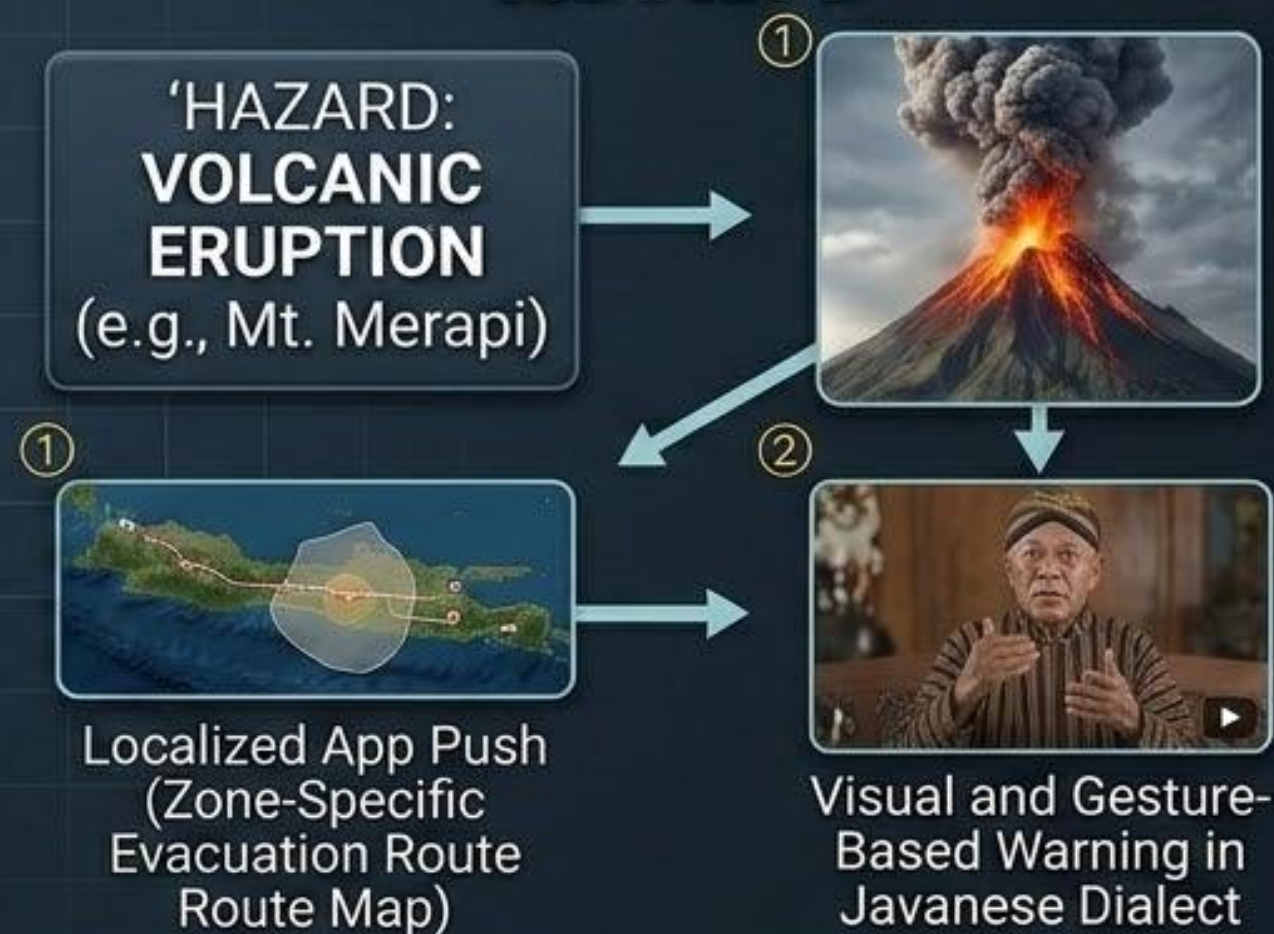 ‘HAZARD:
VOLCANIC
ERUPTION
(e.g., Mt. Merapi)
①
①
Localized App Push
(Zone-Specific
Evacuation Route
Route Map)
②
Visual and Gesture-
Based Warning in
Javanese Dialect